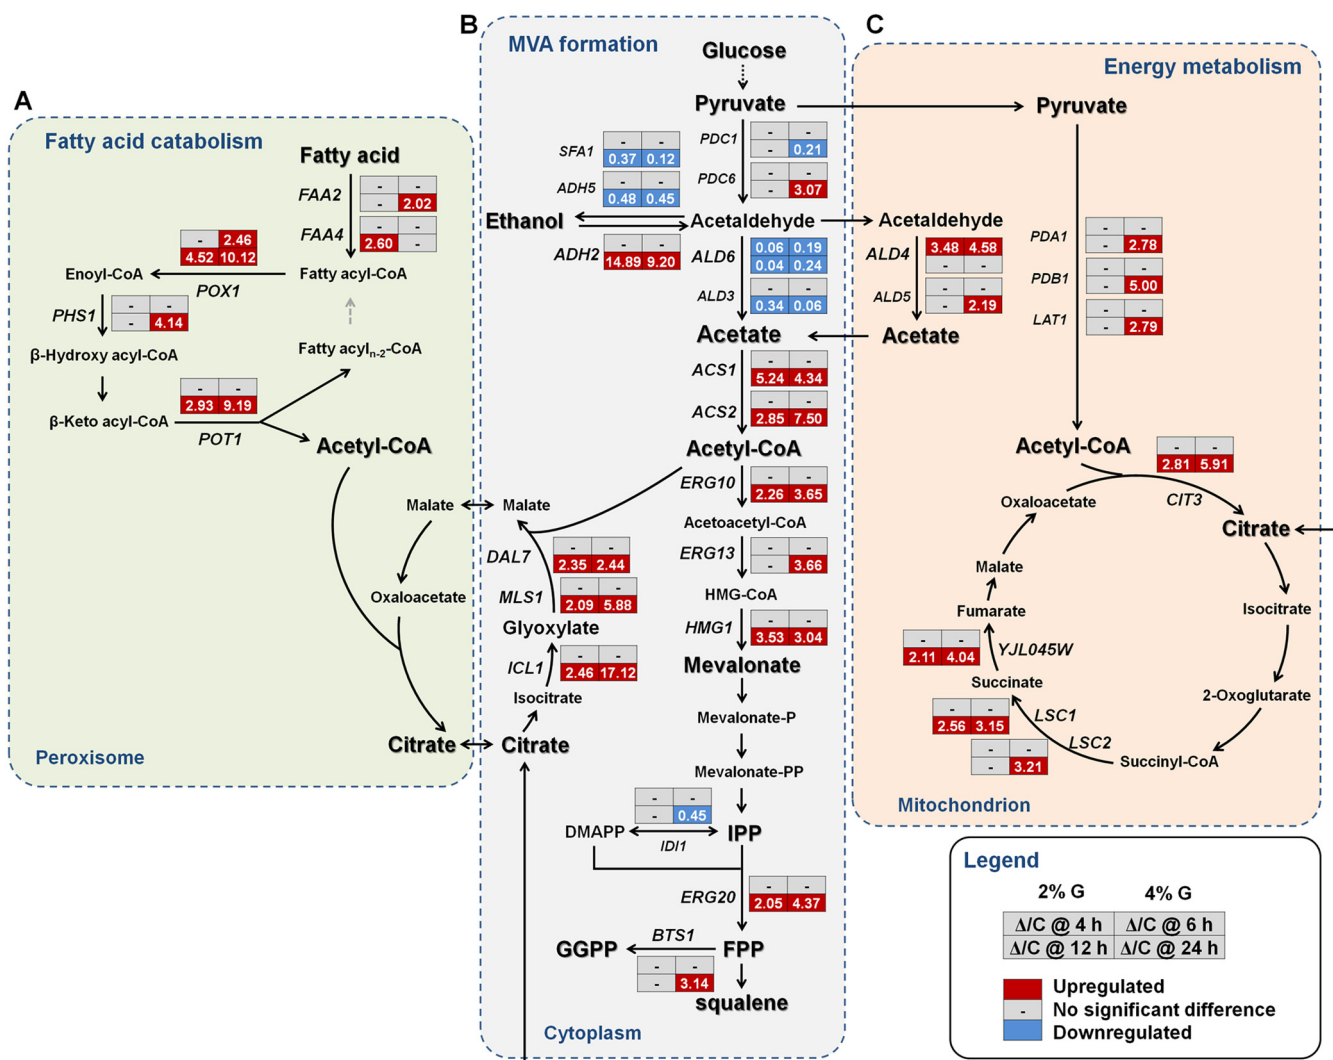 A
Fatty acid catabolism
Fatty acid
FAA2
- -
- 2.02
FAA4
- -
2.60 -
- 2.46
4.52 10.12
Enoyl-CoA
POX1
Fatty acyl-CoA
PHS1
- -
- 4.14
β-Hydroxy acyl-CoA
Fatty acyln-2-CoA
- -
2.93 9.19
β-Keto acyl-CoA
POT1
Acetyl-CoA
Malate
Oxaloacetate
Citrate
Peroxisome
B
MVA formation
Glucose
Pyruvate
SFA1
- -
0.37 0.12
PDC1
- -
- 0.21
ADH5
- -
0.48 0.45
PDC6
- -
- 3.07
Ethanol
Acetaldehyde
ADH2
- -
14.89 9.20
ALD6
0.06 0.19
0.04 0.24
ALD3
- -
0.34 0.06
Acetate
ACS1
- -
5.24 4.34
ACS2
- -
2.85 7.50
Acetyl-CoA
ERG10
- -
2.26 3.65
Malate
Acetoacetyl-CoA
DAL7
- -
2.35 2.44
ERG13
- -
- 3.66
MLS1
- -
2.09 5.88
HMG-CoA
Glyoxylate
HMG1
- -
3.53 3.04
ICL1
- -
2.46 17.12
Mevalonate
Isocitrate
Mevalonate-P
Citrate
Mevalonate-PP
- -
- 0.45
DMAPP
IDI1
IPP
ERG20
- -
2.05 4.37
GGPP
BTS1
FPP
- -
- 3.14
squalene
Cytoplasm
C
Energy metabolism
Pyruvate
Acetaldehyde
ALD4
3.48 4.58
- -
ALD5
- -
- 2.19
Acetate
PDA1
- -
- 2.78
PDB1
- -
- 5.00
LAT1
- -
- 2.79
Acetyl-CoA
- -
2.81 5.91
CIT3
Oxaloacetate
Citrate
Malate
Isocitrate
Fumarate
- -
2.11 4.04
YJL045W
Succinate
2-Oxoglutarate
- -
2.56 3.15
LSC1
LSC2
- -
- 3.21
Succinyl-CoA
Mitochondrion
Legend
2% G 4% G
Δ/C @ 4 h Δ/C @ 6 h
Δ/C @ 12 h Δ/C @ 24 h
Upregulated
- No significant difference
Downregulated